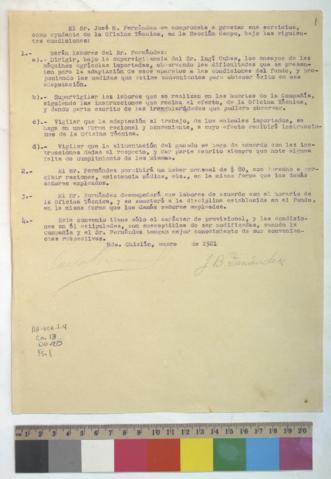 El Sr. José B. Fernández se compromete a prestar sus servicios,
como ayudante de la Oficina Técnica, en la Sección Campo, bajo las siguientes
condiciones:
1.- Serán labores del Sr. Fernández:
a).- Dirigir, bajo la supervigilancia del Sr. Ingº Cubas, los ensayos de las
máquinas agrícolas importadas, observando las dificultades que se presenten
para la adaptación de esos aparatos a las condiciones del fundo, y proponiendo
las medidas que estime convenientes para obtener éxito en esa
adaptación.
b).- Supervigilar las labores que se realizan en las huertas de la Compañía,
siguiendo las instrucciones que reciba al efecto, de la Oficina Técnica,
y dando parte escrito de las irregularidades que pudiera observar.
c).- Vigilar que la adaptación al trabajo, de los animales importados, se
haga en una forma racional y conveniente, a cuyo efecto recibirá instrucciones
de la Oficina Técnica.
d).- Vigilar que la alimentación del ganado se haga de acuerdo con las instrucciones
dadas al respecto, y dar parte escrito siempre que note alguna
falta de cumplimiento de las mismas.
2.- El Sr. Fernández percibirá un haber mensual de
recibir raciones, asistencia médica, etc., en la misma forma que los demás
señores empleados.
3.- El Sr. Fernández desempeñará sus labores de acuerdo con el horario de
la Oficina Técnica, y se someterá a la disciplina establecida en el fundo,
en la misma forma que los demás señores empleados.
4.- Este convenio tiene sólo el carácter de provisional, y las condiciones
en él estipuladas, son susceptibles de ser modificadas, cuando la
Compañía y el Sr. Fernández tengan mejor conocimiento de sus conveniencias
respectivas.
Hda. Chiclín, enero de 1921
J. B. Fernández